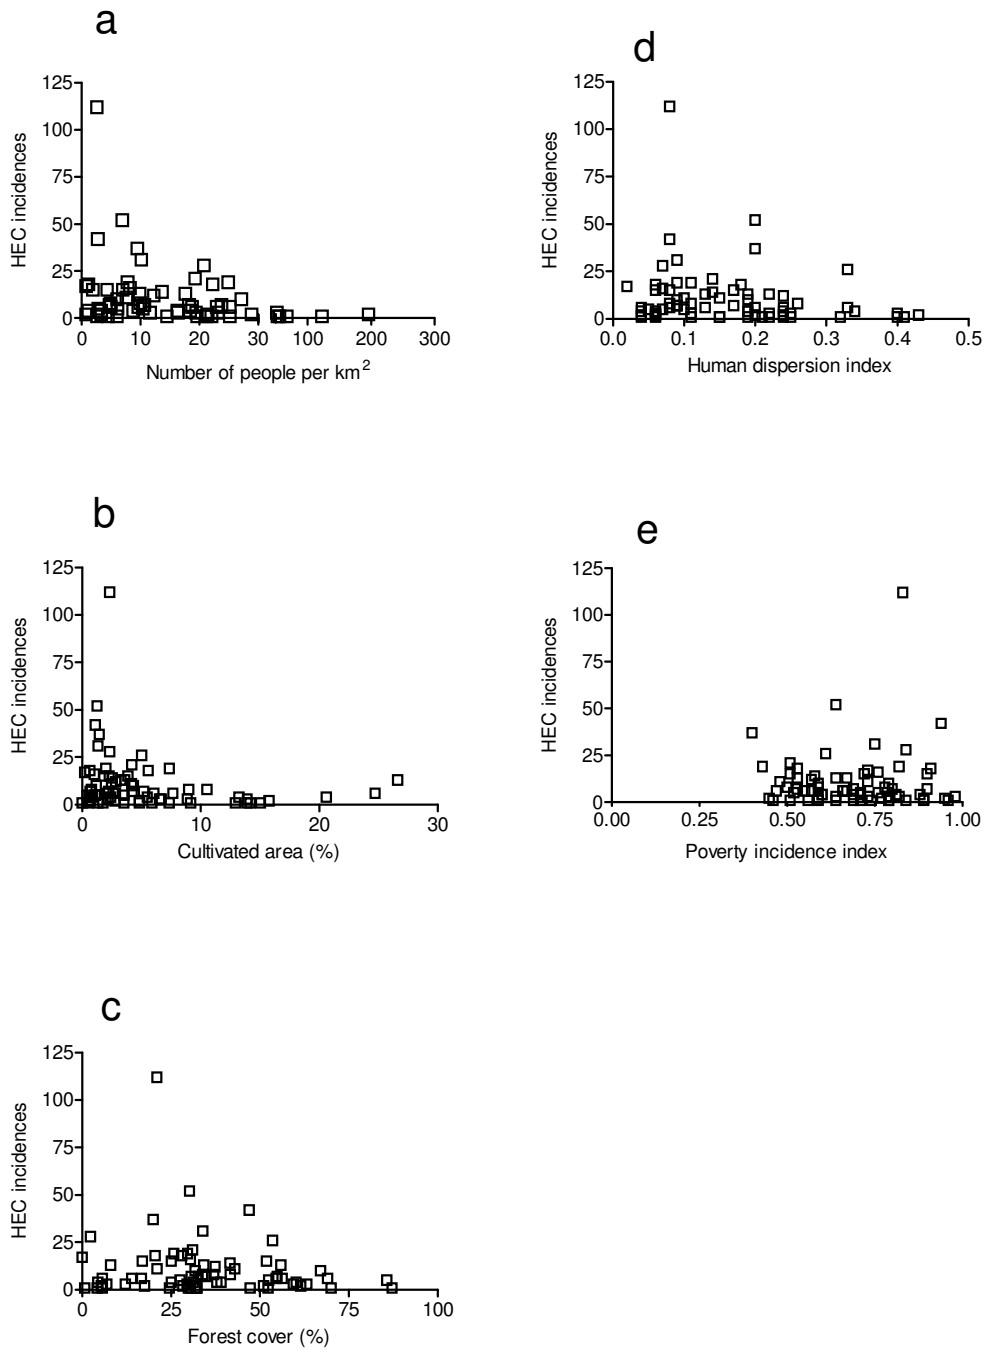 a
125
100
75
50
25
0
HEC incidences
0 10 20 30 100 200 300
Number of people per km²
d
125
100
75
50
25
0
HEC incidences
0.0 0.1 0.2 0.3 0.4 0.5
Human dispersion index
b
125
100
75
50
25
0
HEC incidences
0 10 20 30
Cultivated area (%)
e
125
100
75
50
25
0
HEC incidences
0.00 0.25 0.50 0.75 1.00
Poverty incidence index
c
125
100
75
50
25
0
HEC incidences
0 25 50 75 100
Forest cover (%)